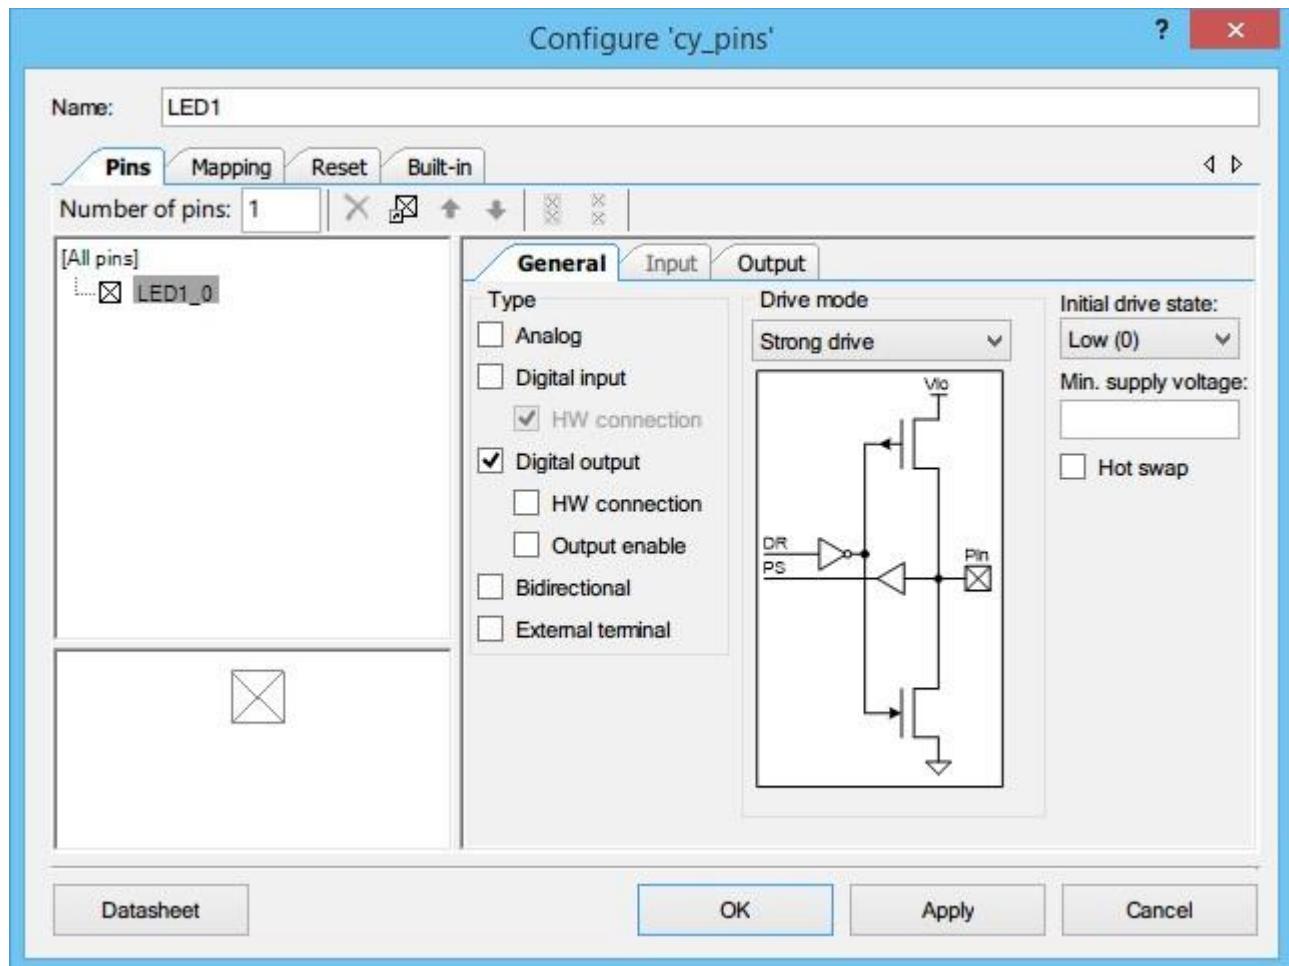 Configure 'cy_pins'
?
Name: LED1
Pins Mapping Reset Built-in
Number of pins: 1
[All pins]
LED1_0
General Input Output
Type
Analog
Digital input
HW connection
Digital output
HW connection
Output enable
Bidirectional
External terminal
Drive mode
Strong drive
Vio
DR
PS
Pin
Initial drive state:
Low (0)
Min. supply voltage:
Hot swap
Datasheet OK Apply Cancel